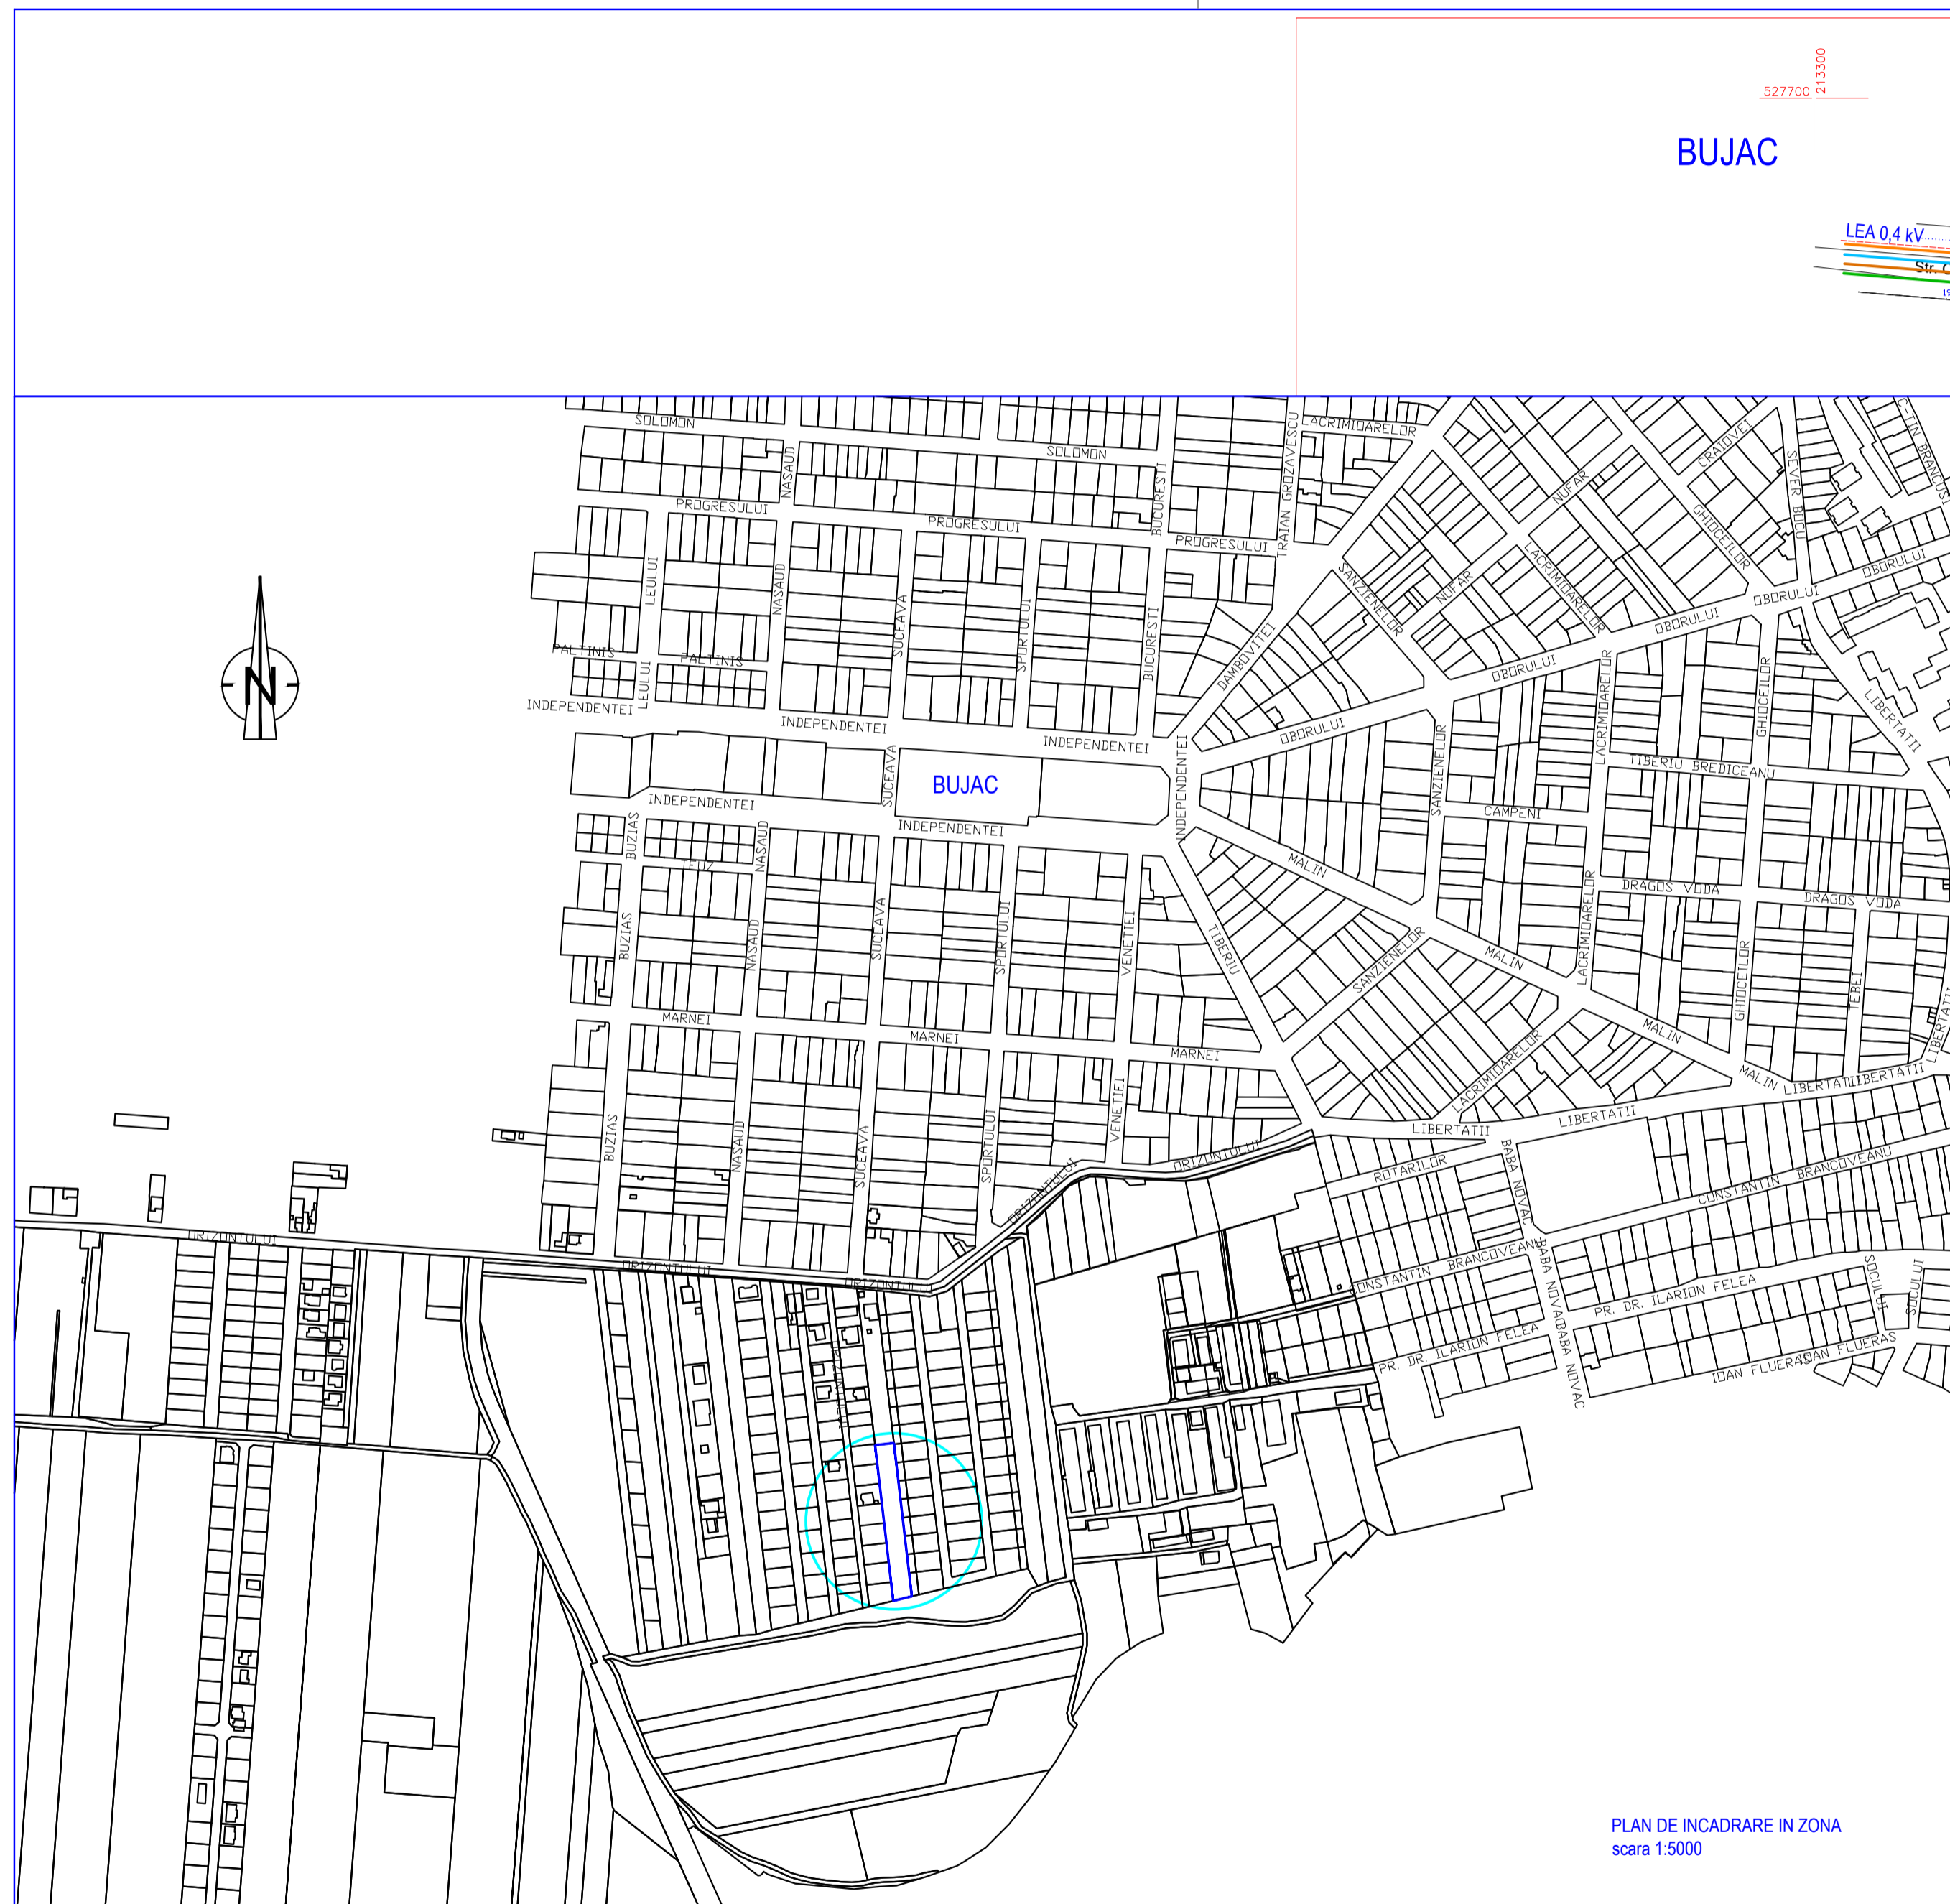 527700
213300
BUJAC
LEA 0,4 kV
Str.
SOLOMON
SOLOMON
NASAUD
BUCURESTI
TRAIAN GROZAVESCU
LACRIMIOARELOR
CRAIOVEI
SEVER BOCU
C-TIN BRANCUSI
NUFAR
GHIOCEILOR
PROGRESULUI
PROGRESULUI
PROGRESULUI
LEULUI
NASAUD
SUCEAVA
SPORTULUI
BUCURESTI
SANZIENELOR
NUFAR
LACRIMIOARELOR
OBORULUI
OBORULUI
OBORULUI
OBORULUI
OBORULUI
PALTINIS
PALTINIS
LEULUI
DAMBOVITEI
N
INDEPENDENTEI
INDEPENDENTEI
INDEPENDENTEI
INDEPENDENTEI
LACRIMIOARELOR
GHIOCEILOR
LIBERTATII
SUCEAVA
BUJAC
SANZIENELOR
TIBERIU BREDICEANU
CAMPENI
INDEPENDENTEI
INDEPENDENTEI
BUZIAS
NASAUD
TEUZ
MALIN
DRAGOS VODA
DRAGOS VODA
BUZIAS
NASAUD
SUCEAVA
SPORTULUI
VENETIEI
TIBERIU
SANZIENELOR
MALIN
LACRIMIOARELOR
GHIOCEILOR
TEBEI
LIBERTATII
MARNEI
MARNEI
MARNEI
MALIN
LACRIMIOARELOR
MALIN
LIBERTATII
LIBERTATII
LIBERTATII
LIBERTATII
BUZIAS
NASAUD
SUCEAVA
SPORTULUI
VENETIEI
ORIZONTULUI
ORIZONTULUI
ROTARILOR
BABA NOVAC
CONSTANTIN BRANCOVEANU
ORIZONTULUI
ORIZONTULUI
ORIZONTULUI
ORIZONTULUI
CONSTANTIN BRANCOVEANU
BABA NOVAC
PR. DR. ILARION FELEA
PR. DR. ILARION FELEA
SOCULUI
SOCULUI
BABA NOVAC
IOAN FLUERAS
IOAN FLUERAS
PLAN DE INCADRARE IN ZONA
scara 1:5000